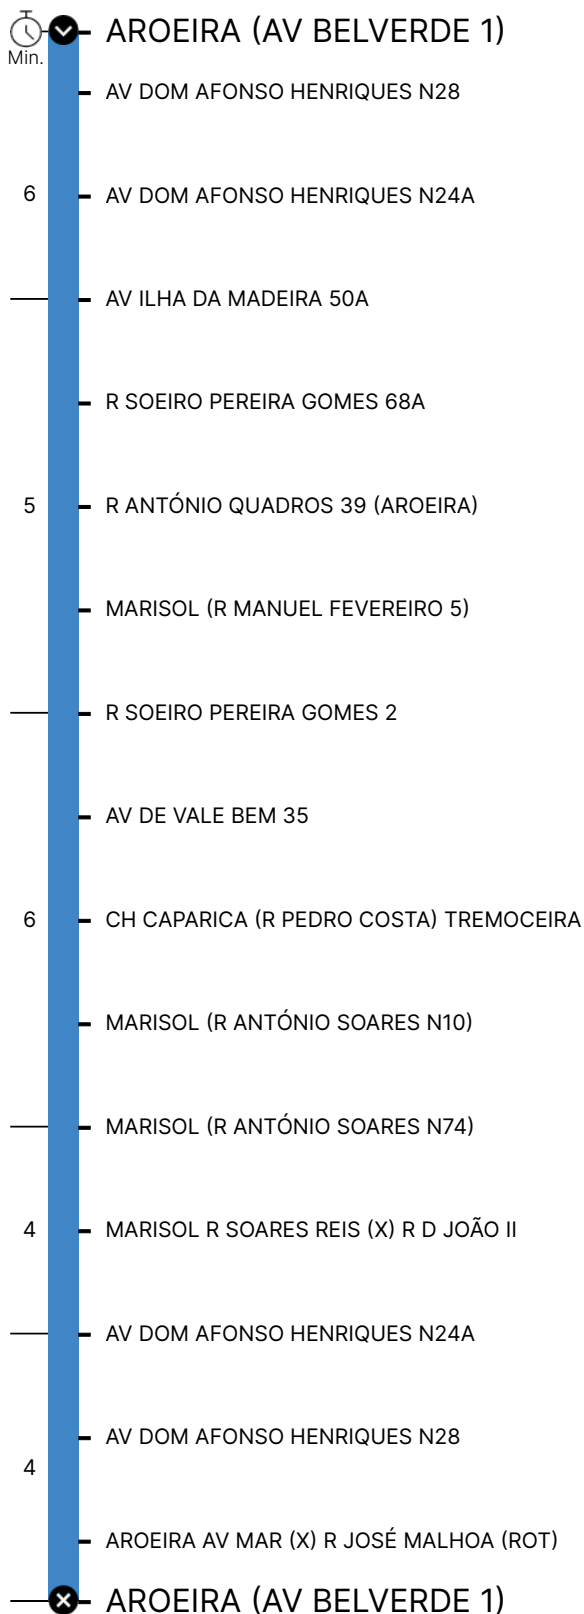 AROEIRA (AV BELVERDE 1)
Min.
AV DOM AFONSO HENRIQUES N28
6
AV DOM AFONSO HENRIQUES N24A
AV ILHA DA MADEIRA 50A
R SOEIRO PEREIRA GOMES 68A
5
R ANTÓNIO QUADROS 39 (AROEIRA)
MARISOL (R MANUEL FEVEREIRO 5)
R SOEIRO PEREIRA GOMES 2
AV DE VALE BEM 35
6
CH CAPARICA (R PEDRO COSTA) TREMOCEIRA
MARISOL (R ANTÓNIO SOARES N10)
MARISOL (R ANTÓNIO SOARES N74)
4
MARISOL R SOARES REIS (X) R D JOÃO II
AV DOM AFONSO HENRIQUES N24A
AV DOM AFONSO HENRIQUES N28
4
AROEIRA AV MAR (X) R JOSÉ MALHOA (ROT)
AROEIRA (AV BELVERDE 1)